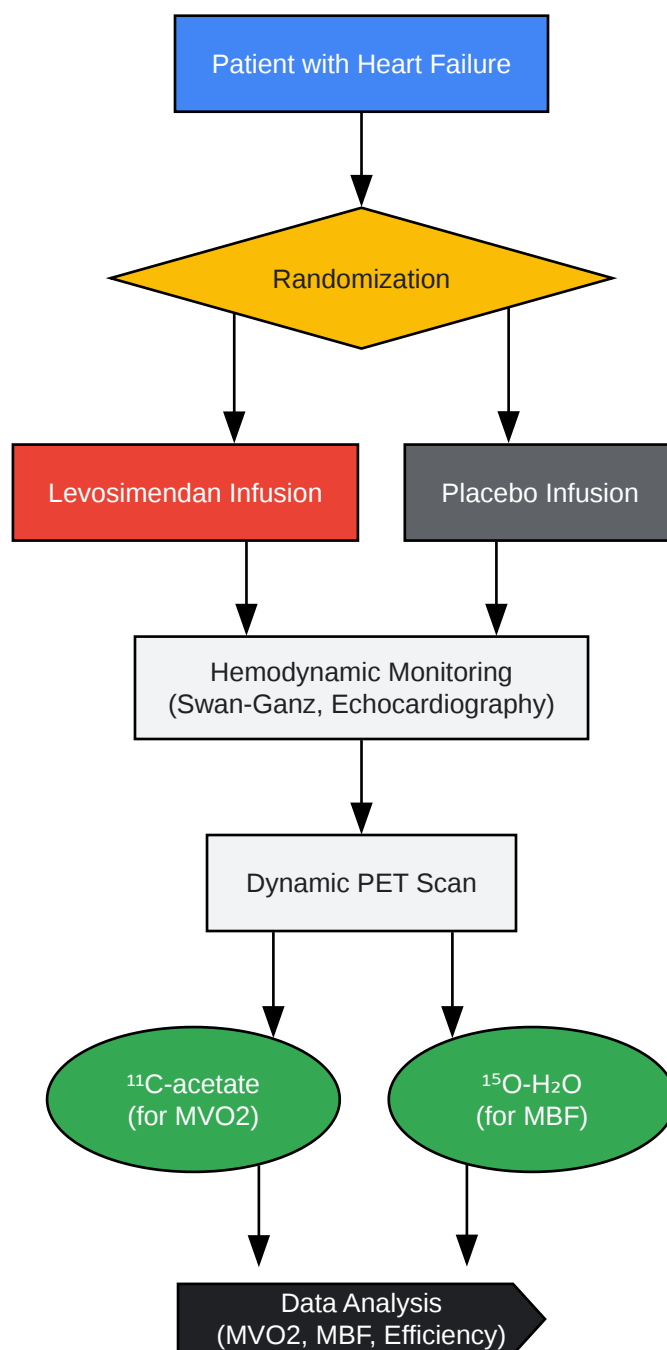 Patient with Heart Failure
Randomization
Levosimendan Infusion
Placebo Infusion
Hemodynamic Monitoring
(Swan-Ganz, Echocardiography)
Dynamic PET Scan
¹¹C-acetate
(for MVO2)
¹⁵O-H₂O
(for MBF)
Data Analysis
(MVO2, MBF, Efficiency)